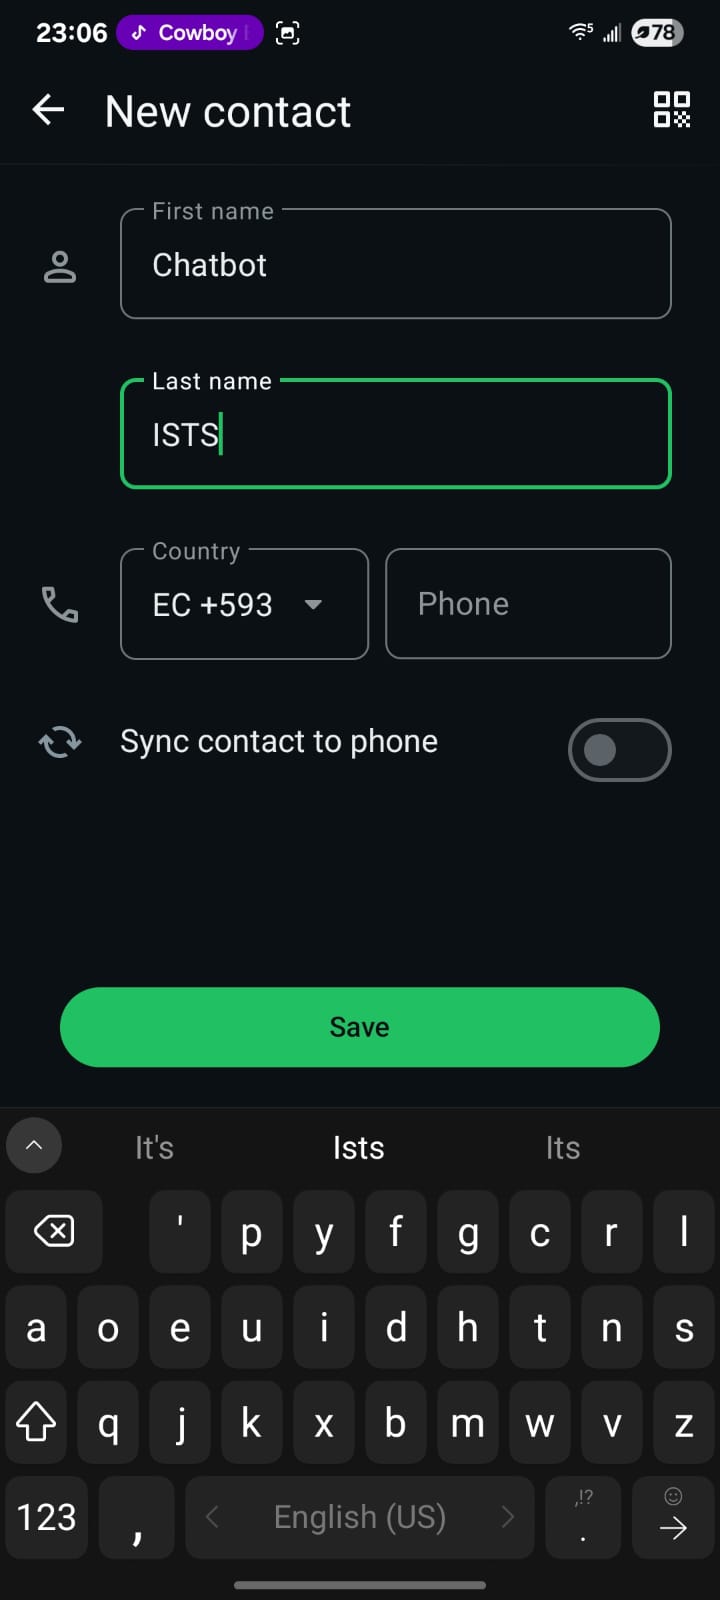 23:06 Cowboy 5 78
New contact
First name
Chatbot
Last name
ISTS
Country
EC +593
Phone
Sync contact to phone
Save
It's Ists Its
' p y f g c r l
a o e u i d h t n s
q j k x b m w v z
123 , < English (US) > ,!? .